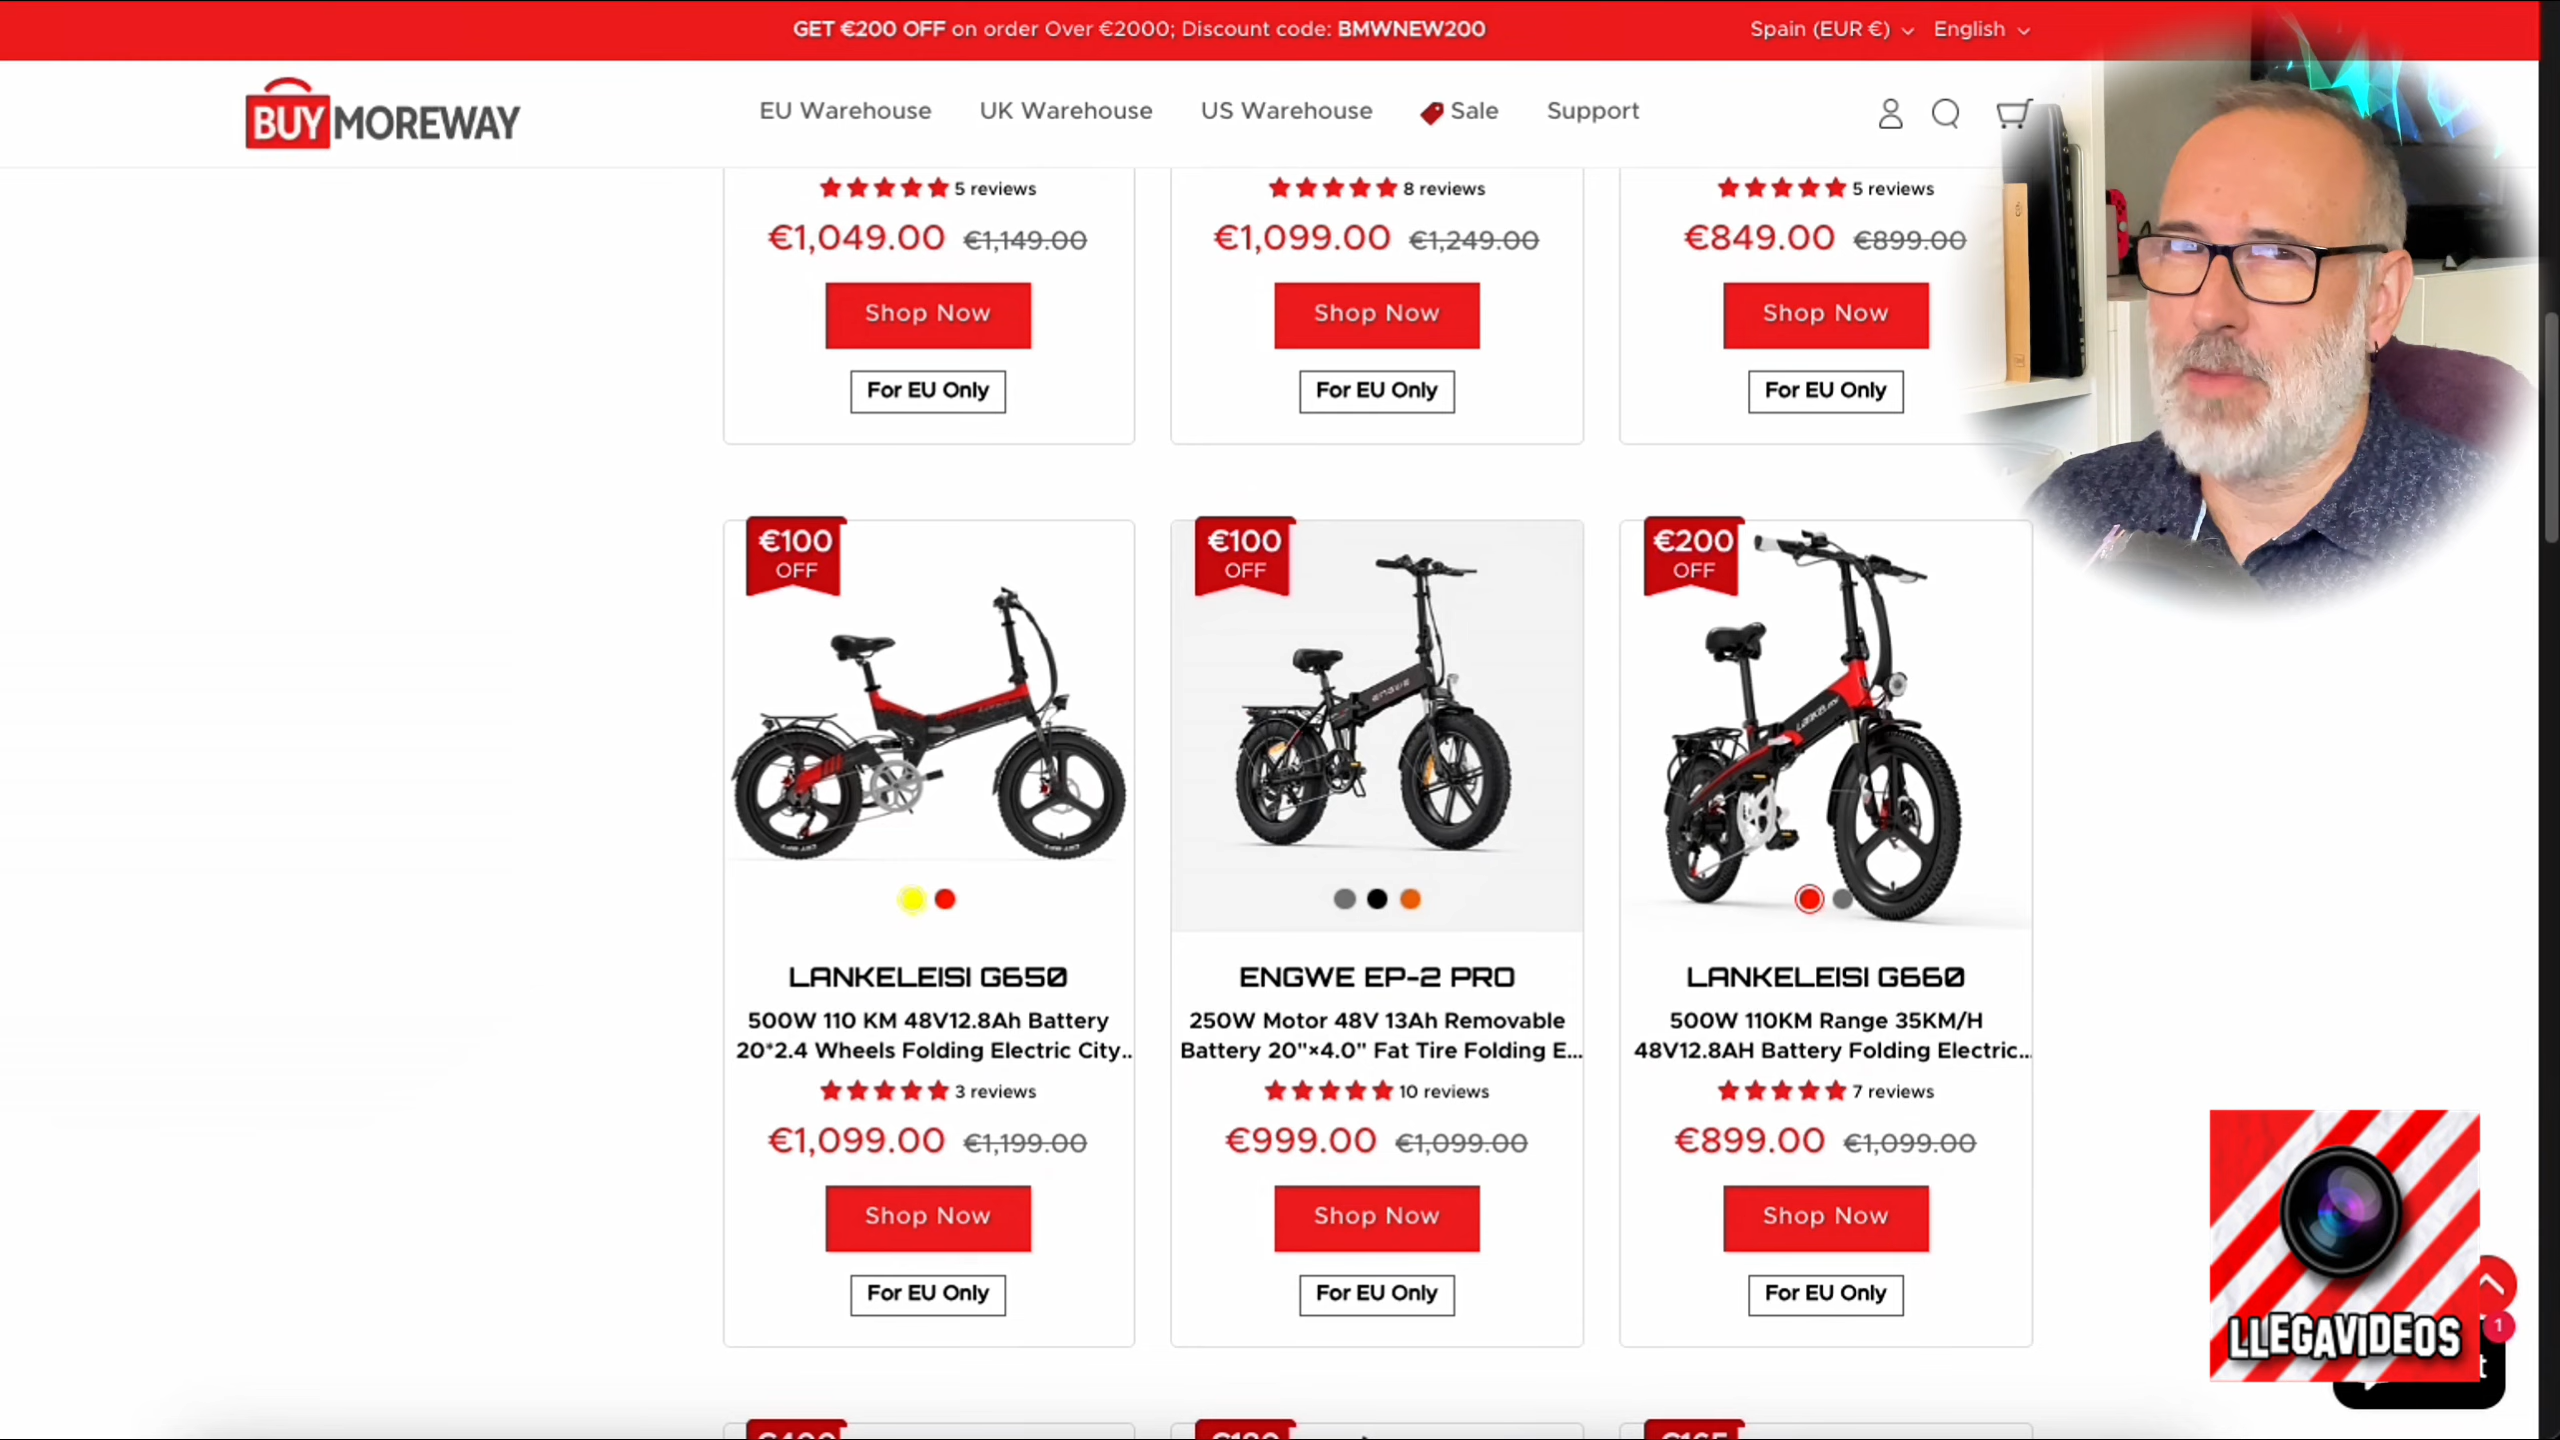 GET €200 OFF on order Over €2000; Discount code: BMWNEW200
Spain (EUR €)
English
BUYMOREWAY
EU Warehouse
UK Warehouse
US Warehouse
Sale
Support
5 reviews
8 reviews
5 reviews
€1,049.00 €1,149.00
€1,099.00 €1,249.00
€849.00 €899.00
Shop Now
Shop Now
Shop Now
For EU Only
For EU Only
For EU Only
€100
OFF
€100
OFF
€200
OFF
ENGWE
LANKELEISI G650
500W 110 KM 48V12.8Ah Battery
20*2.4 Wheels Folding Electric City..
3 reviews
€1,099.00 €1,199.00
Shop Now
For EU Only
ENGWE EP-2 PRO
250W Motor 48V 13Ah Removable
Battery 20"×4.0" Fat Tire Folding E...
10 reviews
€999.00 €1,099.00
Shop Now
For EU Only
LANKELEISI G660
500W 110KM Range 35KM/H
48V12.8AH Battery Folding Electric...
7 reviews
€899.00 €1,099.00
Shop Now
For EU Only
LLEGAVIDEOS
1